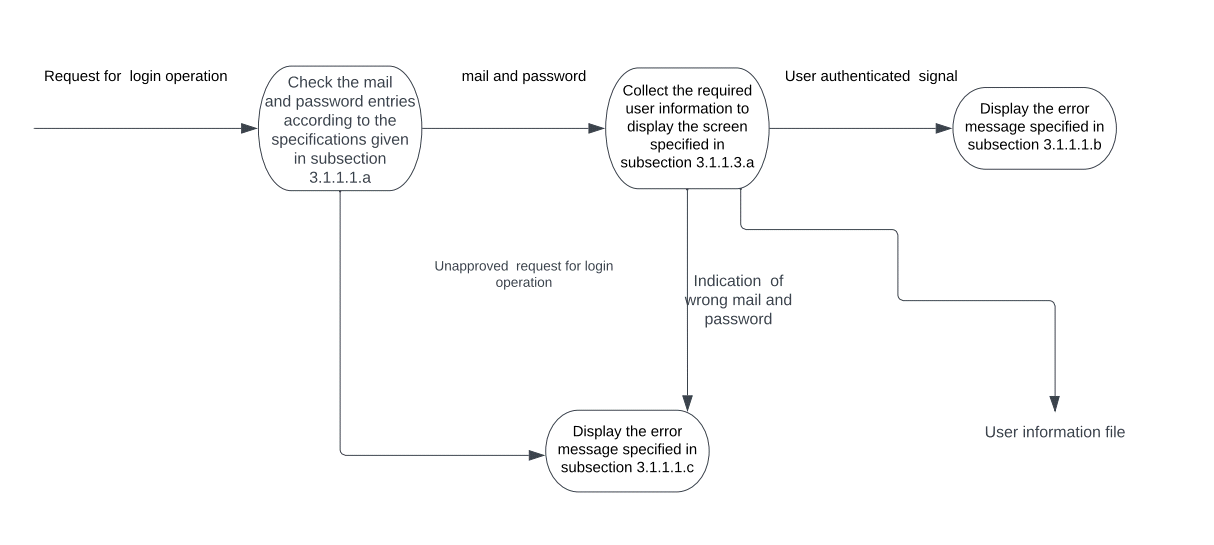 Request for  login operation
Check the mail
and password entries
according to the
specifications given
in subsection
3.1.1.1.a
mail and password
Collect the required
user information to
display the screen
specified in
subsection 3.1.1.3.a
User authenticated  signal
Display the error
message specified in
subsection 3.1.1.1.b
Unapproved  request for login
operation
Indication  of
wrong mail and
password
Display the error
message specified in
subsection 3.1.1.1.c
User information file